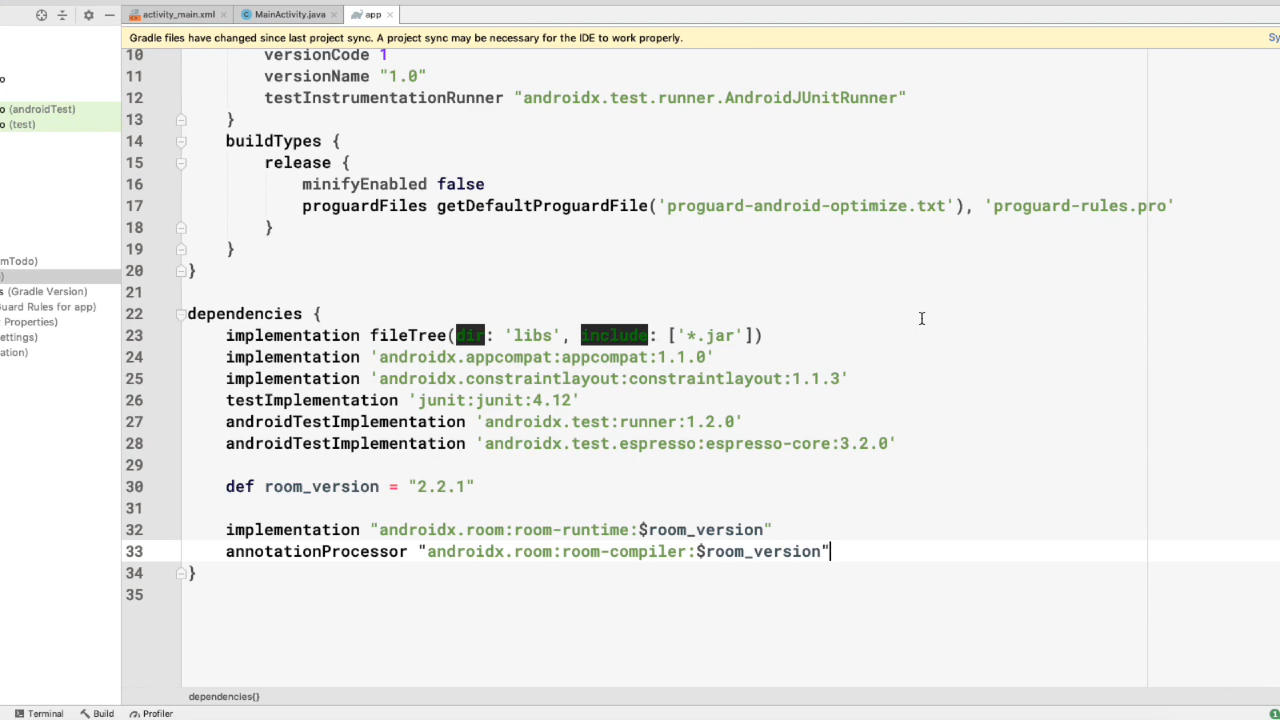 activity_main.xml MainActivity.java app
Gradle files have changed since last project sync. A project sync may be necessary for the IDE to work properly. Sy
10 versionCode 1
11 versionName "1.0"
12 testInstrumentationRunner "androidx.test.runner.AndroidJUnitRunner"
13 }
14 buildTypes {
15 release {
16 minifyEnabled false
17 proguardFiles getDefaultProguardFile('proguard-android-optimize.txt'), 'proguard-rules.pro'
18 }
19 }
20 }
21
22 dependencies {
23 implementation fileTree(dir: 'libs', include: ['*.jar'])
24 implementation 'androidx.appcompat:appcompat:1.1.0'
25 implementation 'androidx.constraintlayout:constraintlayout:1.1.3'
26 testImplementation 'junit:junit:4.12'
27 androidTestImplementation 'androidx.test:runner:1.2.0'
28 androidTestImplementation 'androidx.test.espresso:espresso-core:3.2.0'
29
30 def room_version = "2.2.1"
31
32 implementation "androidx.room:room-runtime:$room_version"
33 annotationProcessor "androidx.room:room-compiler:$room_version"
34 }
35
o
o (androidTest)
o (test)
mTodo)
)
s (Gradle Version)
Guard Rules for app)
Properties)
ettings)
ation)
dependencies{}
Terminal Build Profiler 1